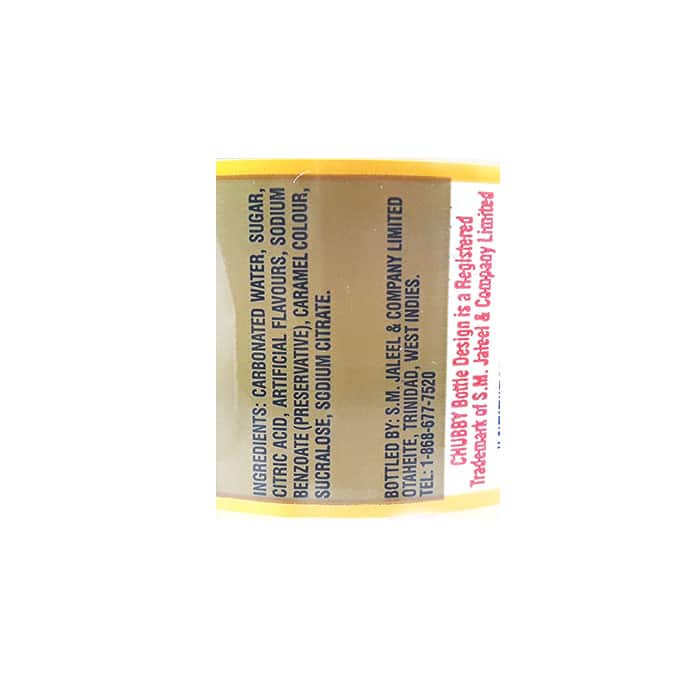 INGREDIENTS: CARBONATED WATER, SUGAR,
CITRIC ACID, ARTIFICIAL FLAVOURS, SODIUM
BENZOATE (PRESERVATIVE), CARAMEL COLOUR,
SUCRALOSE, SODIUM CITRATE.
BOTTLED BY: S.M. JALEEL & COMPANY LIMITED
OTAHEITE, TRINIDAD, WEST INDIES.
TEL: 1-868-677-7520
CHUBBY Bottle Design is a Registered
Trademark of S.M. Jaleel & Company Limited